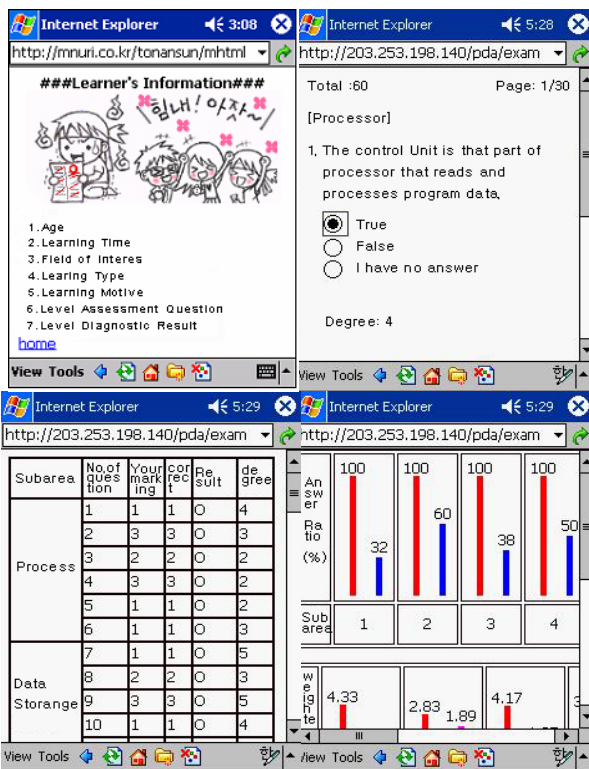 Internet Explorer 3:08
http://mnuri.co.kr/tonansun/mhtml
###Learner's Information###
힘내! 아자~
1.Age
2.Learning Time
3.Field of Interes
4.Learing Type
5.Learning Motive
6.Level Assessment Question
7.Level Diagnostic Result
home
View Tools
Internet Explorer 5:28
http://203.253.198.140/pda/exam
Total :60 Page: 1/30
[Processor]
1, The control Unit is that part of
processor that reads and
processes program data,
True
False
I have no answer
Degree: 4
View Tools
Internet Explorer 5:29
http://203.253.198.140/pda/exam
Subarea No,of question Your marking correct Result degree
Process
1 1 1 O 4
2 3 3 O 3
3 2 2 O 2
4 3 3 O 2
5 1 1 O 2
6 1 1 O 3
Data Storange
7 1 1 O 5
8 2 2 O 3
9 3 3 O 5
10 1 1 O 4
View Tools
Internet Explorer 5:29
http://203.253.198.140/pda/exam
Answer Ratio (%)
100 32 100 60 100 38 100 50
Subarea 1 2 3 4
weighte
4.33 2.83 1.89 4.17
View Tools